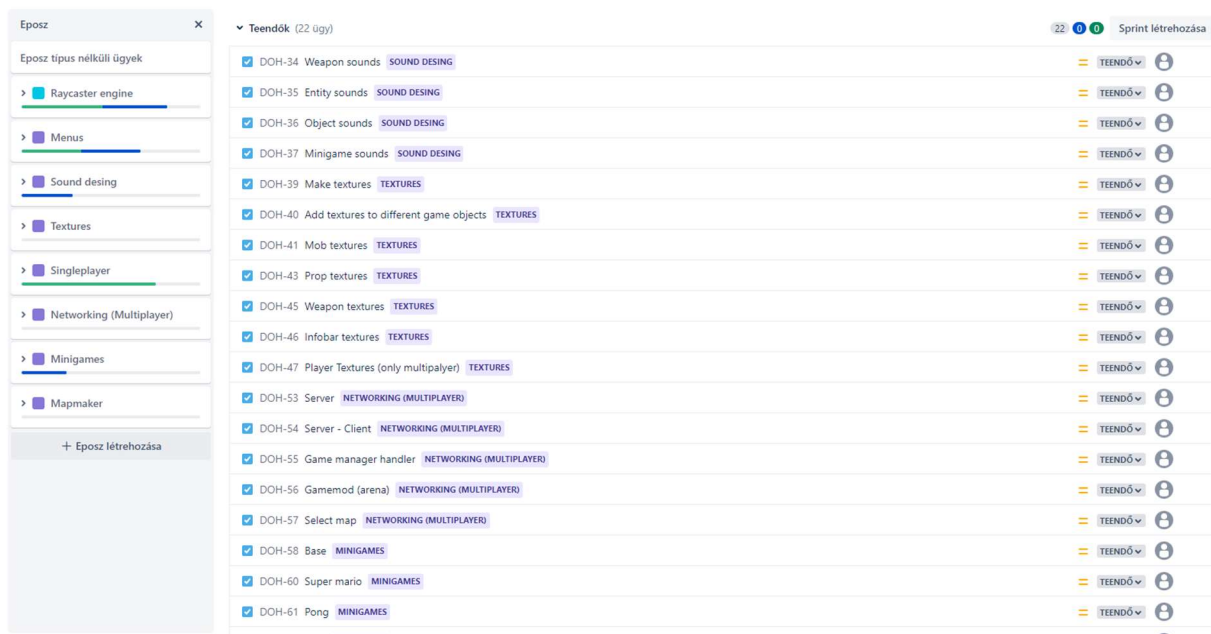 Eposz
Eposz típus nélküli ügyek
Raycaster engine
Menus
Sound desing
Textures
Singleplayer
Networking (Multiplayer)
Minigames
Mapmaker
+ Eposz létrehozása
Teendők (22 ügy) 22 0 0 Sprint létrehozása
DOH-34 Weapon sounds SOUND DESING TEENDŐ
DOH-35 Entity sounds SOUND DESING TEENDŐ
DOH-36 Object sounds SOUND DESING TEENDŐ
DOH-37 Minigame sounds SOUND DESING TEENDŐ
DOH-39 Make textures TEXTURES TEENDŐ
DOH-40 Add textures to different game objects TEXTURES TEENDŐ
DOH-41 Mob textures TEXTURES TEENDŐ
DOH-43 Prop textures TEXTURES TEENDŐ
DOH-45 Weapon textures TEXTURES TEENDŐ
DOH-46 Infobar textures TEXTURES TEENDŐ
DOH-47 Player Textures (only multipalyer) TEXTURES TEENDŐ
DOH-53 Server NETWORKING (MULTIPLAYER) TEENDŐ
DOH-54 Server - Client NETWORKING (MULTIPLAYER) TEENDŐ
DOH-55 Game manager handler NETWORKING (MULTIPLAYER) TEENDŐ
DOH-56 Gamemod (arena) NETWORKING (MULTIPLAYER) TEENDŐ
DOH-57 Select map NETWORKING (MULTIPLAYER) TEENDŐ
DOH-58 Base MINIGAMES TEENDŐ
DOH-60 Super mario MINIGAMES TEENDŐ
DOH-61 Pong MINIGAMES TEENDŐ